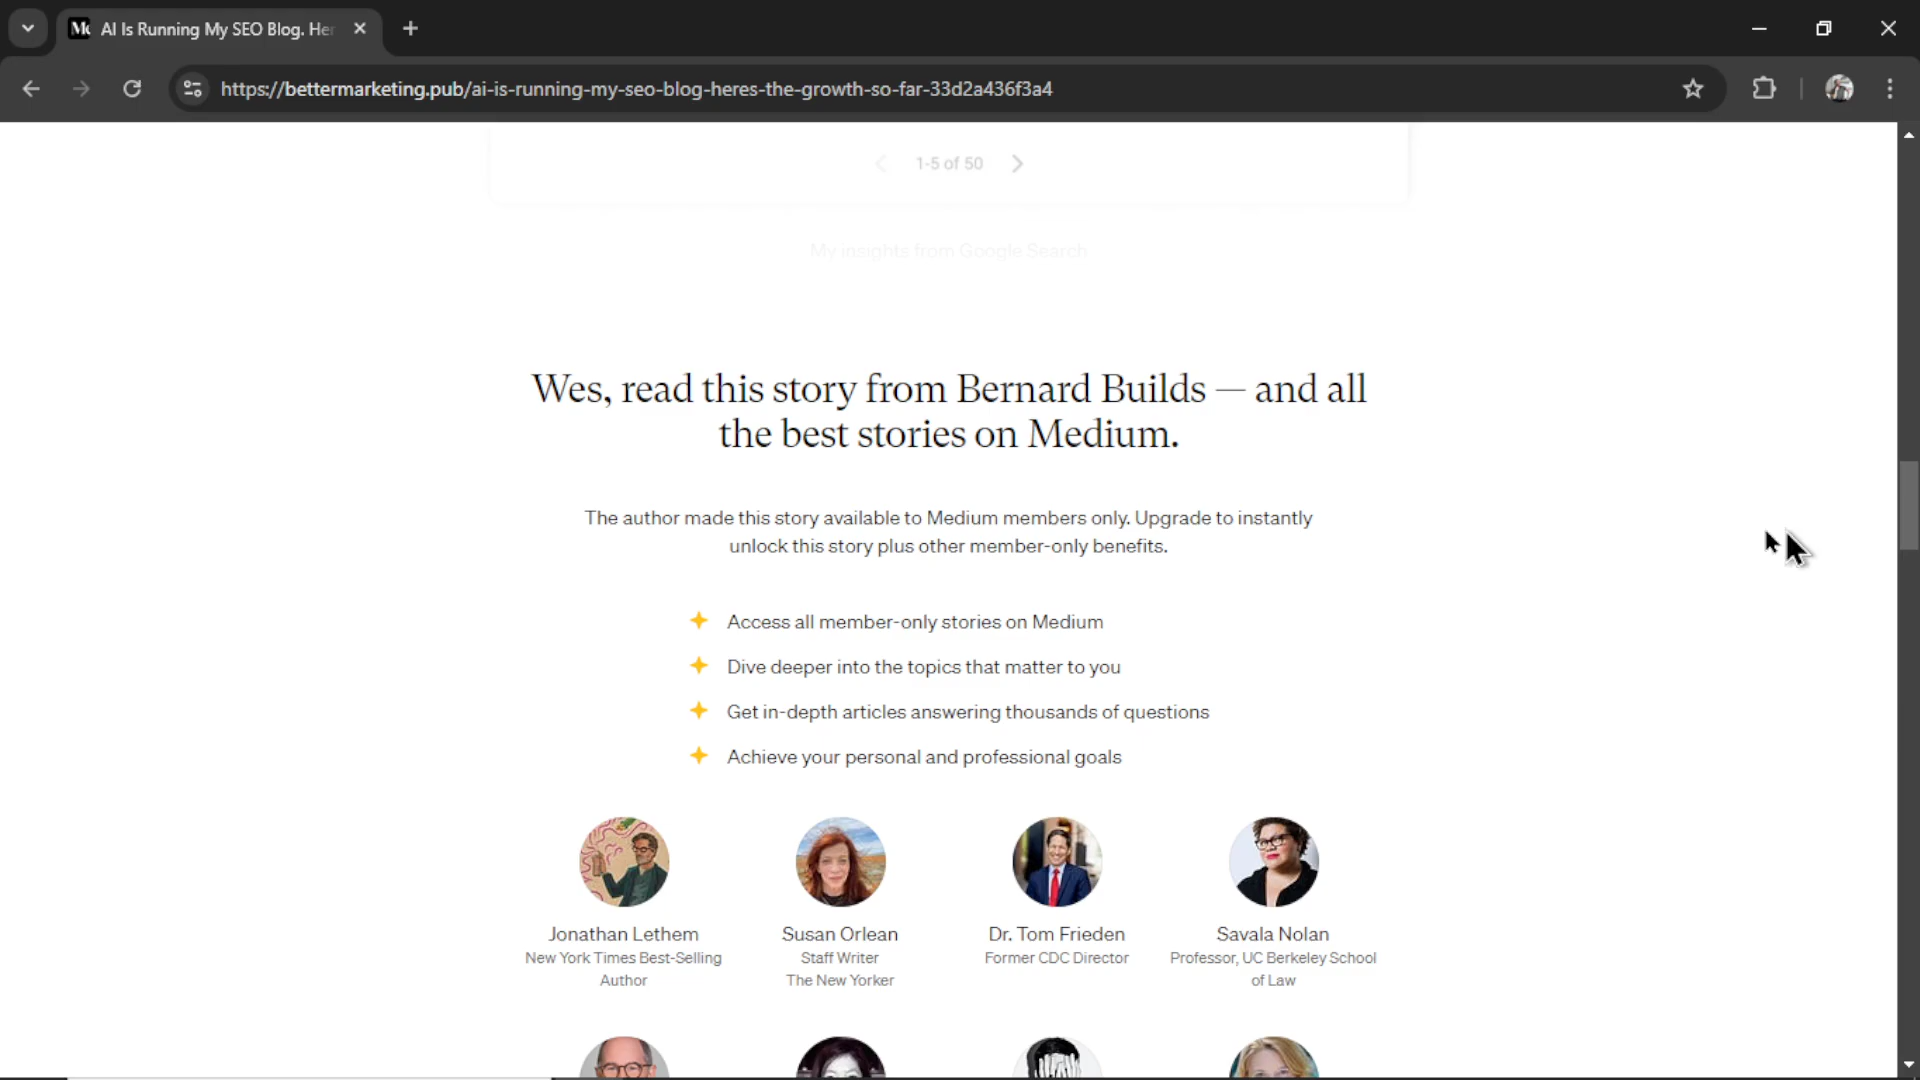 AI Is Running My SEO Blog. Her
https://bettermarketing.pub/ai-is-running-my-seo-blog-heres-the-growth-so-far-33d2a436f3a4
1-5 of 50
My insights from Google Search
Wes, read this story from Bernard Builds — and all
the best stories on Medium.
The author made this story available to Medium members only. Upgrade to instantly
unlock this story plus other member-only benefits.
Access all member-only stories on Medium
Dive deeper into the topics that matter to you
Get in-depth articles answering thousands of questions
Achieve your personal and professional goals
Jonathan Lethem
New York Times Best-Selling
Author
Susan Orlean
Staff Writer
The New Yorker
Dr. Tom Frieden
Former CDC Director
Savala Nolan
Professor, UC Berkeley School
of Law